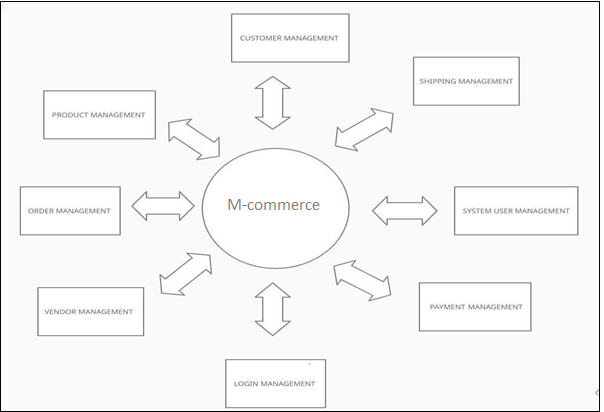 CUSTOMER MANAGEMENT
SHIPPING MANAGEMENT
PRODUCT MANAGEMENT
M-commerce
ORDER MANAGEMENT
SYSTEM USER MANAGEMENT
VENDOR MANAGEMENT
PAYMENT MANAGEMENT
LOGIN MANAGEMENT